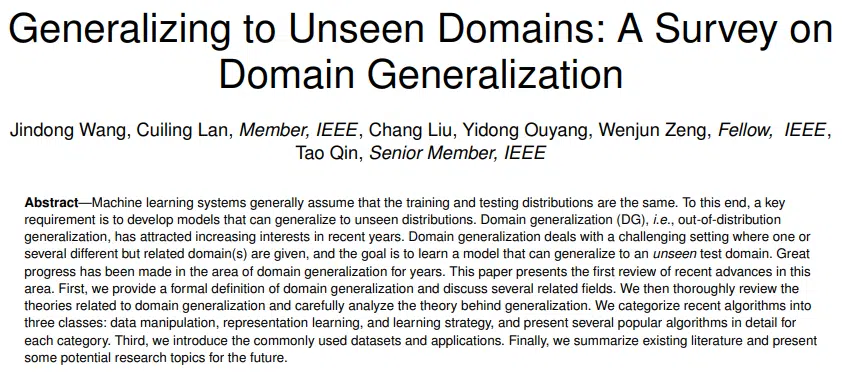 Generalizing to Unseen Domains: A Survey on
Domain Generalization
Jindong Wang, Cuiling Lan, Member, IEEE, Chang Liu, Yidong Ouyang, Wenjun Zeng, Fellow, IEEE,
Tao Qin, Senior Member, IEEE
Abstract—Machine learning systems generally assume that the training and testing distributions are the same. To this end, a key
requirement is to develop models that can generalize to unseen distributions. Domain generalization (DG), i.e., out-of-distribution
generalization, has attracted increasing interests in recent years. Domain generalization deals with a challenging setting where one or
several different but related domain(s) are given, and the goal is to learn a model that can generalize to an unseen test domain. Great
progress has been made in the area of domain generalization for years. This paper presents the first review of recent advances in this
area. First, we provide a formal definition of domain generalization and discuss several related fields. We then thoroughly review the
theories related to domain generalization and carefully analyze the theory behind generalization. We categorize recent algorithms into
three classes: data manipulation, representation learning, and learning strategy, and present several popular algorithms in detail for
each category. Third, we introduce the commonly used datasets and applications. Finally, we summarize existing literature and present
some potential research topics for the future.